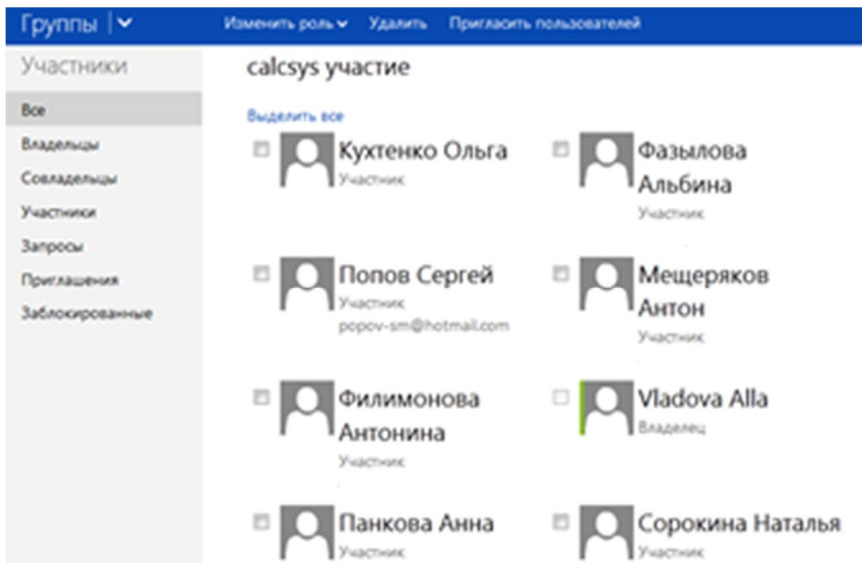 Группы
Изменить роль Удалить Пригласить пользователей
Участники
Все
Владельцы
Совладельцы
Участники
Запросы
Приглашения
Заблокированные
calcsys участие
Выделить все
Кухтенко Ольга
Участник
Фазылова
Альбина
Участник
Попов Сергей
Участник
popov-sm@hotmail.com
Мещеряков
Антон
Участник
Филимонова
Антонина
Участник
Vladova Alla
Владелец
Панкова Анна
Участник
Сорокина Наталья
Участник